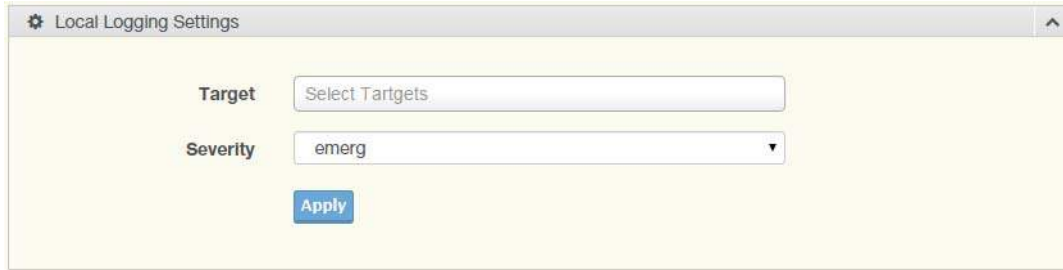 Local Logging Settings
Target Select Tartgets
Severity emerg
Apply